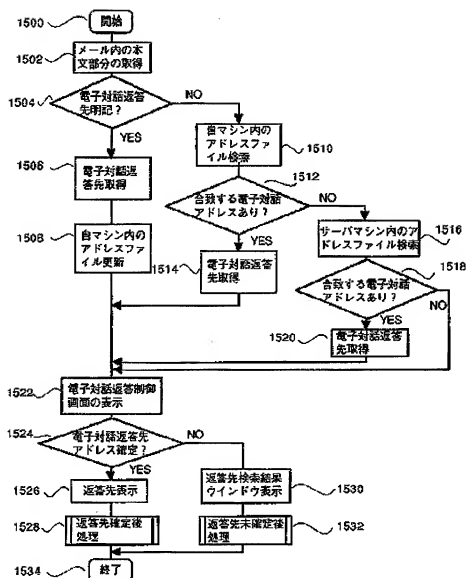 1500
開始
1502
メール内の本
文部分の取得
1504
電子対話返答
先明記?
NO
YES
1506
電子対話返
答先取得
1508
自マシン内の
アドレスファイ
ル更新
自マシン内の
アドレスファ
イル検索
1510
1512
合致する電子対話
アドレスあり?
NO
YES
1514
電子対話返答
先取得
サーバマシン内のア
ドレスファイル検索
1516
1518
合致する電子対話
アドレスあり?
NO
YES
1520
電子対話返答
先取得
1522
電子対話返答制御
画面の表示
1524
電子対話返答先
アドレス確定?
NO
YES
1526
返答先表示
返答先検索結果
ウインドウ表示
1530
1528
返答先確定後
処理
返答先未確定後
処理
1532
1534
終了